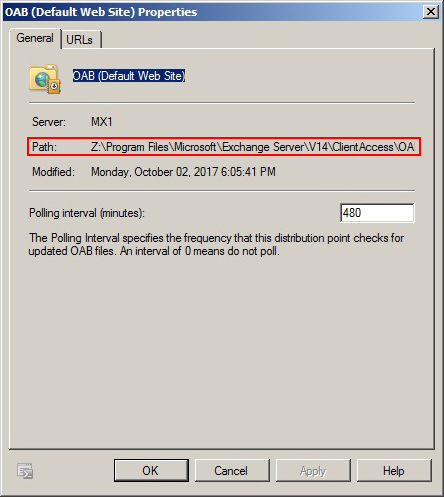 OAB (Default Web Site) Properties
General URLs
OAB (Default Web Site)
Server: MX1
Path: Z:\Program Files\Microsoft\Exchange Server\V14\ClientAccess\OA
Modified: Monday, October 02, 2017 6:05:41 PM
Polling interval (minutes): 480
The Polling Interval specifies the frequency that this distribution point checks for
updated OAB files. An interval of 0 means do not poll.
OK Cancel Apply Help